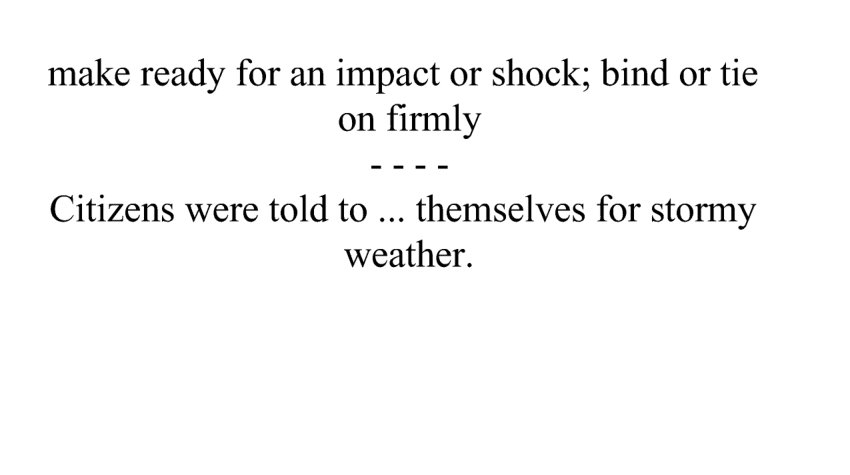 make ready for an impact or shock; bind or tie
on firmly
- - - -
Citizens were told to ... themselves for stormy
weather.